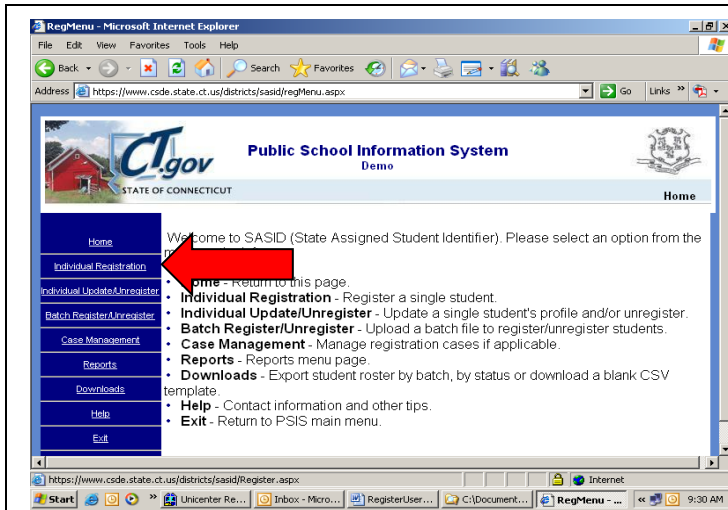 RegMenu - Microsoft Internet Explorer
File Edit View Favorites Tools Help
Back Search Favorites
Address https://www.csde.state.ct.us/districts/sasid/regMenu.aspx Go Links »
CT.gov
STATE OF CONNECTICUT
Public School Information System
Demo
Home
Home
Individual Registration
Individual Update/Unregister
Batch Register/Unregister
Case Management
Reports
Downloads
Help
Exit
Welcome to SASID (State Assigned Student Identifier). Please select an option from the
• Home - Return to this page.
• Individual Registration - Register a single student.
• Individual Update/Unregister - Update a single student's profile and/or unregister.
• Batch Register/Unregister - Upload a batch file to register/unregister students.
• Case Management - Manage registration cases if applicable.
• Reports - Reports menu page.
• Downloads - Export student roster by batch, by status or download a blank CSV
template.
• Help - Contact information and other tips.
• Exit - Return to PSIS main menu.
https://www.csde.state.ct.us/districts/sasid/Register.aspx Internet
Start » Unicenter Re... Inbox - Micro... RegisterUser... C:\Document... RegMenu - ... « 9:30 AM